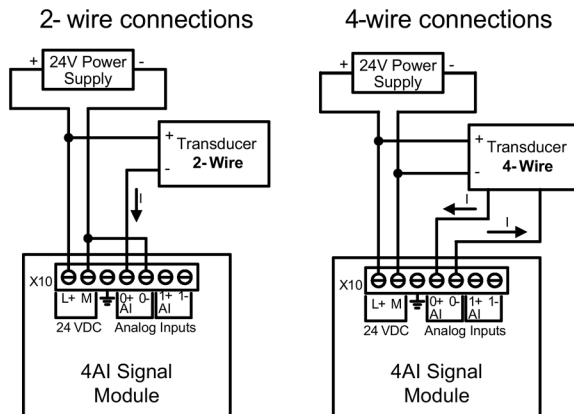 2- wire connections
+ 24V Power Supply -
+ Transducer
2-Wire
-
I
X10
L+ M 0+ 0- 1+ 1-
AI AI
24 VDC Analog Inputs
4AI Signal
Module
4-wire connections
+ 24V Power Supply -
+ Transducer
- 4-Wire
I
I
X10
L+ M 0+ 0- 1+ 1-
AI AI
24 VDC Analog Inputs
4AI Signal
Module